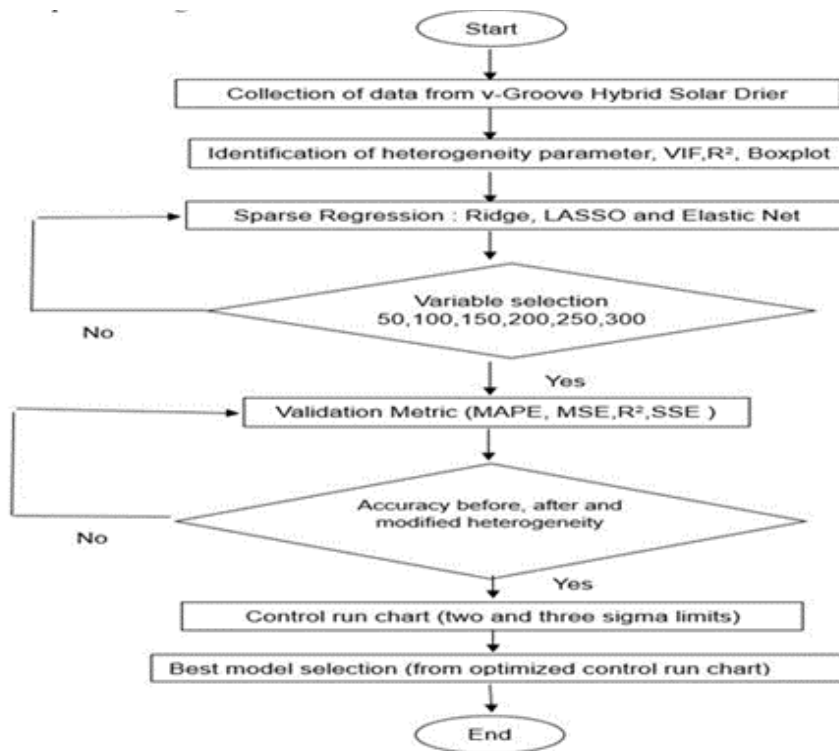 Start
Collection of data from v-Groove Hybrid Solar Drier
Identification of heterogeneity parameter, VIF,R², Boxplot
Sparse Regression : Ridge, LASSO and Elastic Net
Variable selection
50,100,150,200,250,300
No
Yes
Validation Metric (MAPE, MSE,R²,SSE )
Accuracy before, after and
modified heterogeneity
No
Yes
Control run chart (two and three sigma limits)
Best model selection (from optimized control run chart)
End